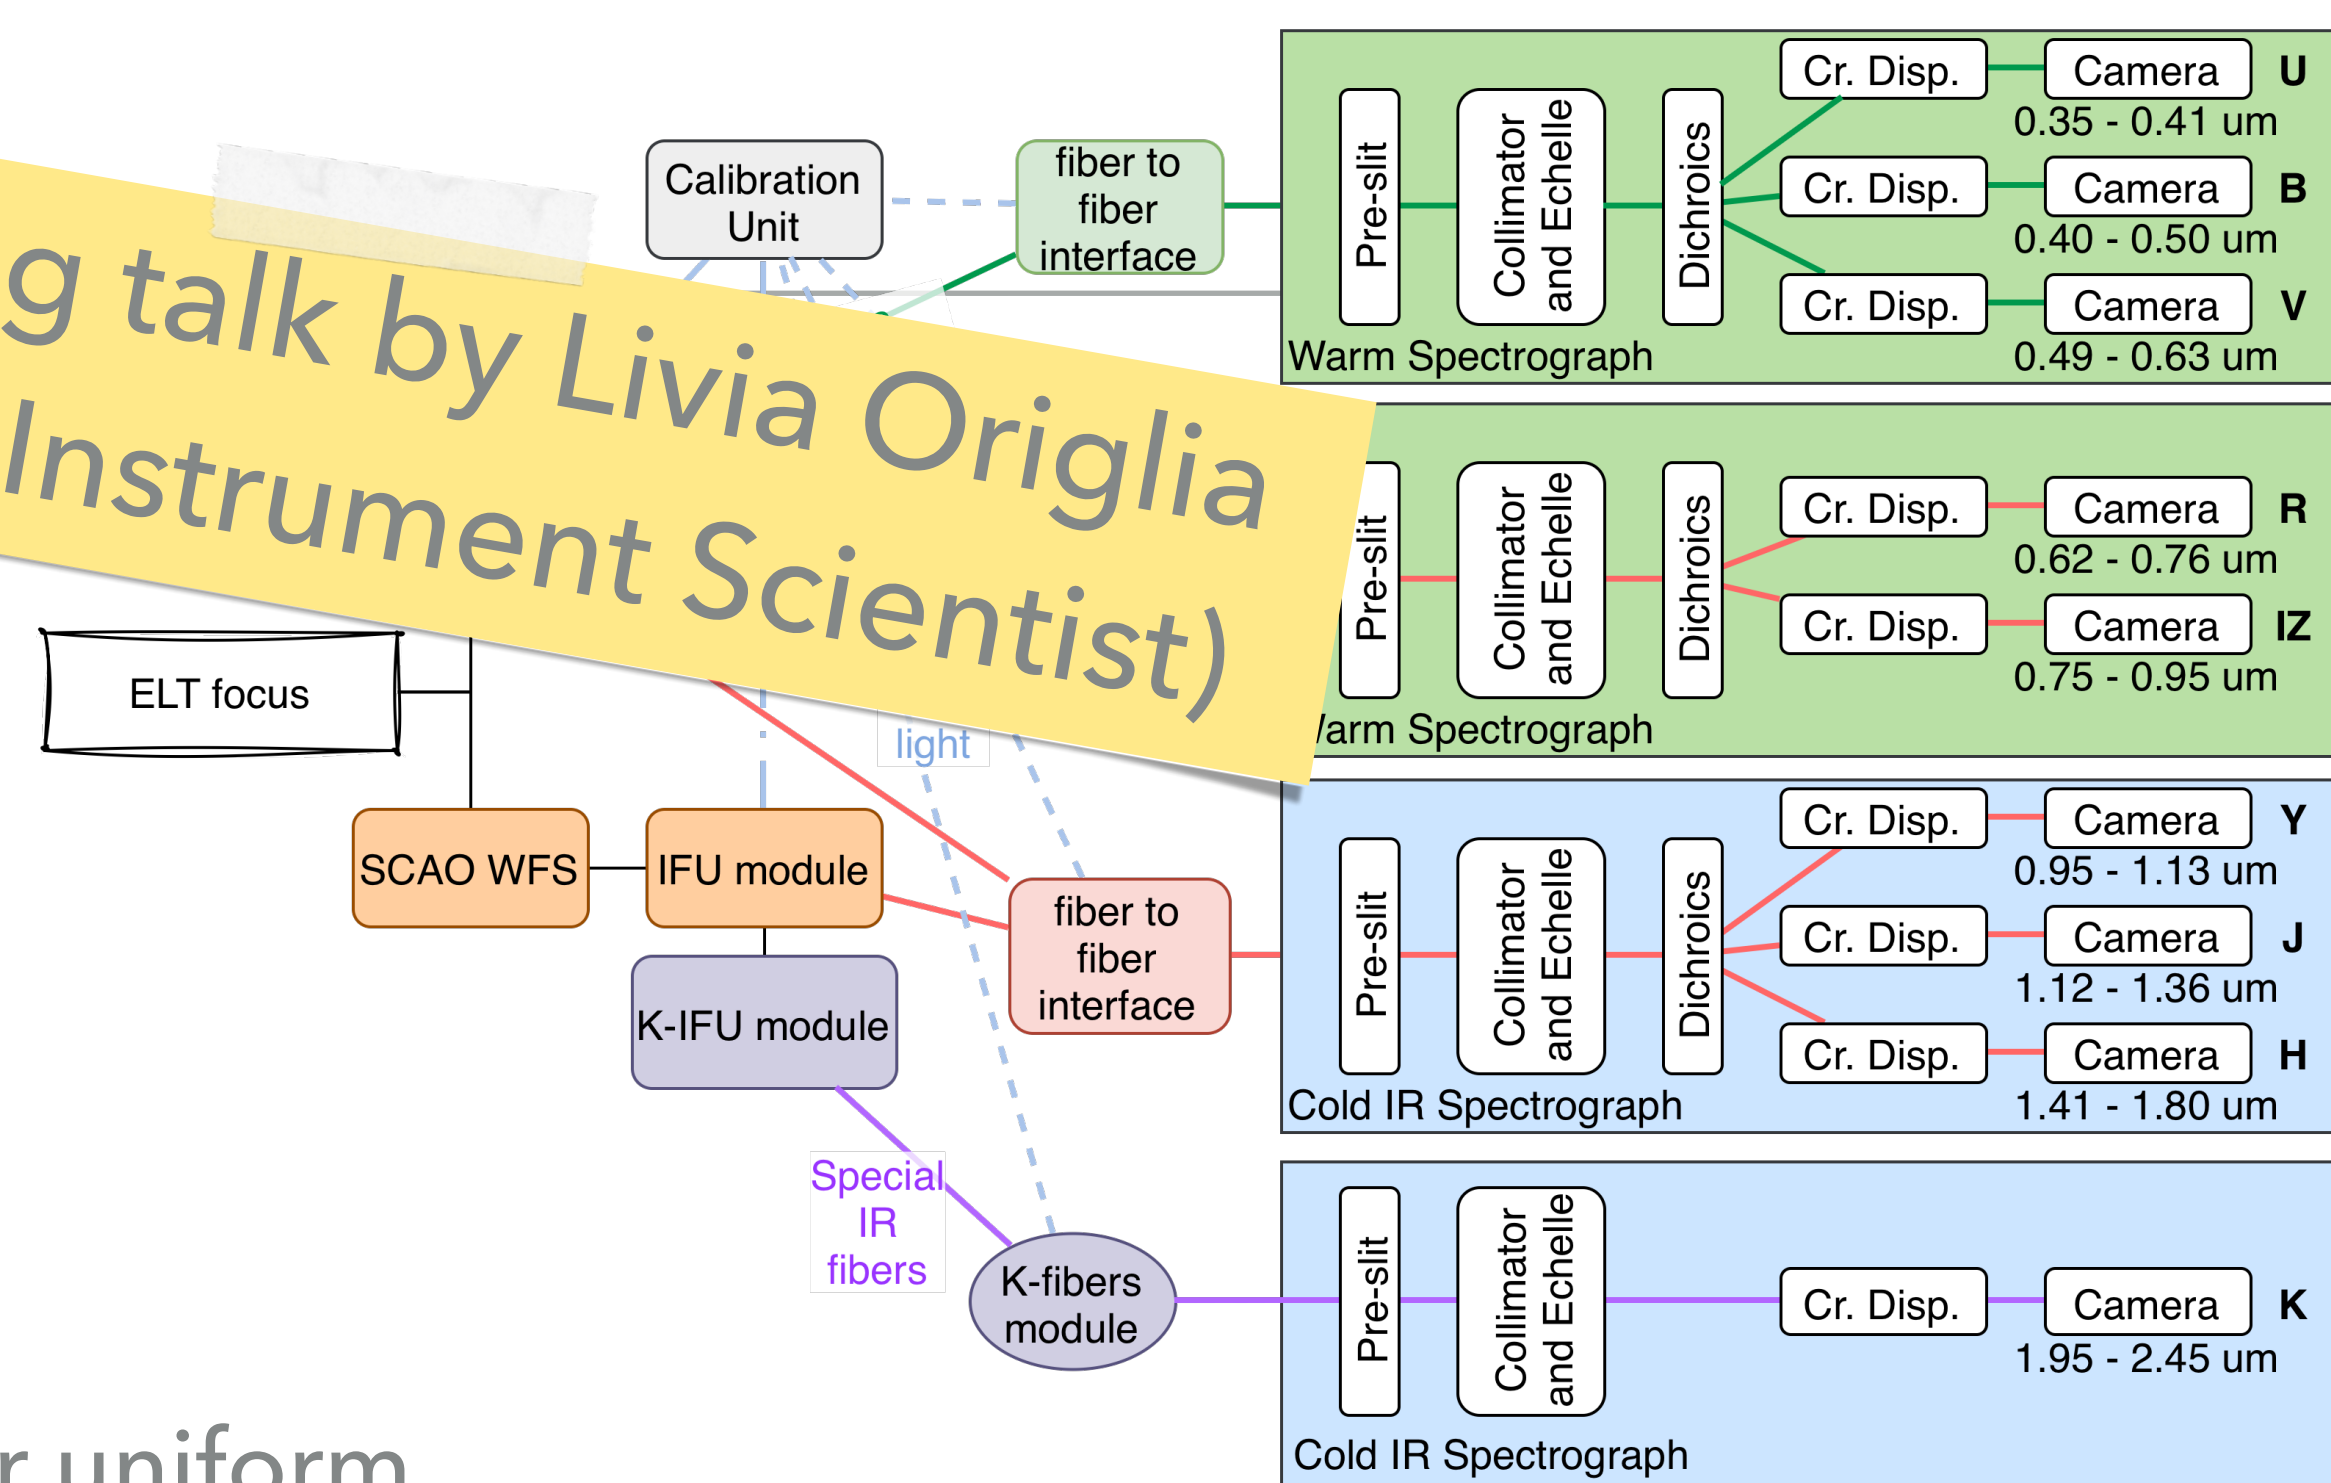 g talk by Livia Origlia
Instrument Scientist)
Calibration
Unit
fiber to
fiber
interface
ELT focus
SCAO WFS
IFU module
K-IFU module
light
fiber to
fiber
interface
Special
IR
fibers
K-fibers
module
Pre-slit
Collimator
and Echelle
Dichroics
Cr. Disp.
Camera
U
0.35 - 0.41 um
Cr. Disp.
Camera
B
0.40 - 0.50 um
Cr. Disp.
Camera
V
0.49 - 0.63 um
Warm Spectrograph
Pre-slit
Collimator
and Echelle
Dichroics
Cr. Disp.
Camera
R
0.62 - 0.76 um
Cr. Disp.
Camera
IZ
0.75 - 0.95 um
Warm Spectrograph
Pre-slit
Collimator
and Echelle
Dichroics
Cr. Disp.
Camera
Y
0.95 - 1.13 um
Cr. Disp.
Camera
J
1.12 - 1.36 um
Cr. Disp.
Camera
H
1.41 - 1.80 um
Cold IR Spectrograph
Pre-slit
Collimator
and Echelle
Cr. Disp.
Camera
K
1.95 - 2.45 um
Cold IR Spectrograph
r uniform